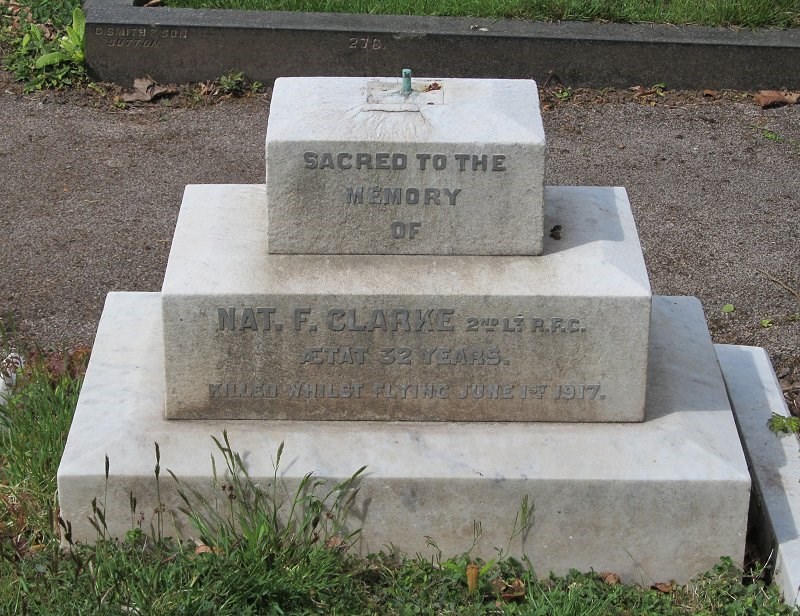 C. SMITH & SON
SUTTON
276
SACRED TO THE
MEMORY
OF
NAT. F. CLARKE 2ND LT R.F.C.
ÆTAT 32 YEARS.
KILLED WHILST FLYING JUNE 1ST 1917.